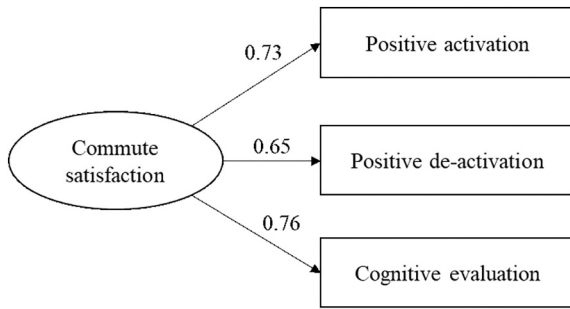 0.73
Positive activation
Commute
satisfaction
0.65
Positive de-activation
0.76
Cognitive evaluation